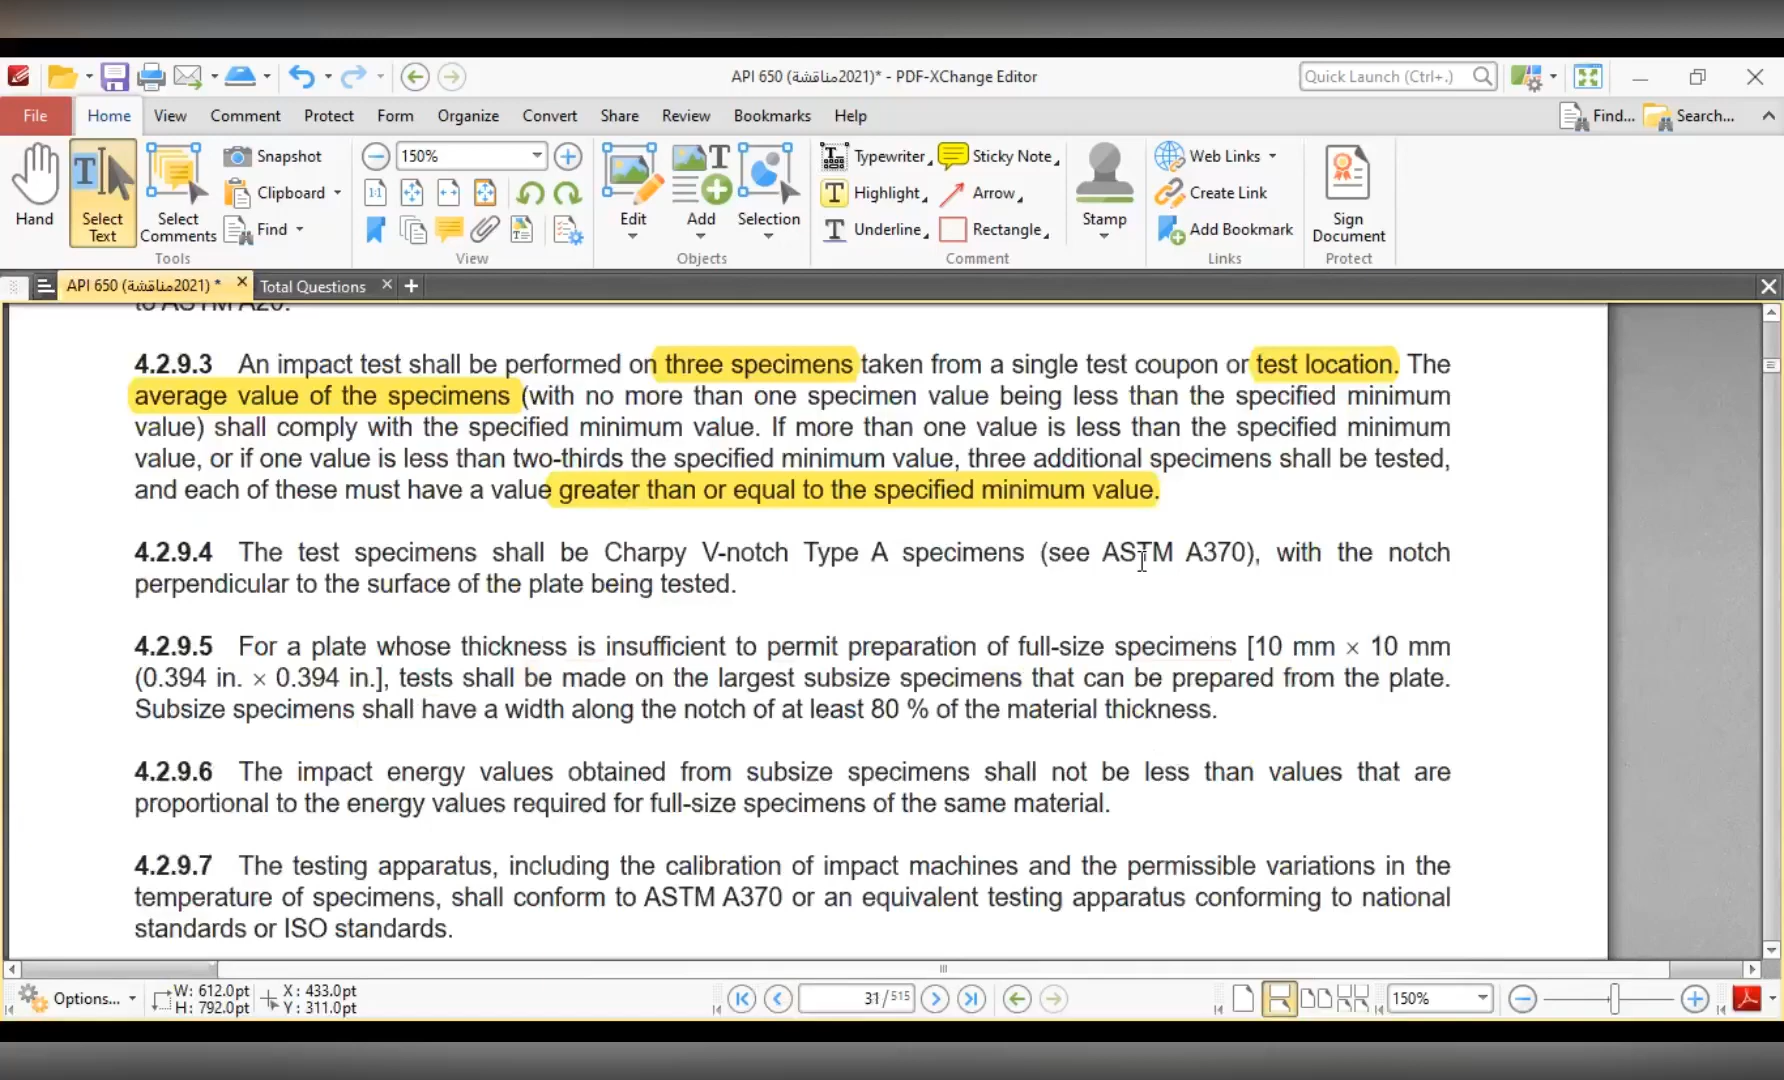 API 650 (مناقشة2021)* - PDF-XChange Editor
Quick Launch (Ctrl+.)
File Home View Comment Protect Form Organize Convert Share Review Bookmarks Help
Find... Search...
Hand
Select Text
Select Comments
Snapshot
Clipboard
Find
Tools
150%
View
Edit
Add
Selection
Objects
Typewriter
Sticky Note
Highlight
Arrow
Underline
Rectangle
Stamp
Comment
Web Links
Create Link
Add Bookmark
Links
Sign Document
Protect
API 650 (مناقشة2021) *
Total Questions
to ASTM A20.
4.2.9.3 An impact test shall be performed on three specimens taken from a single test coupon or test location. The
average value of the specimens (with no more than one specimen value being less than the specified minimum
value) shall comply with the specified minimum value. If more than one value is less than the specified minimum
value, or if one value is less than two-thirds the specified minimum value, three additional specimens shall be tested,
and each of these must have a value greater than or equal to the specified minimum value.
4.2.9.4 The test specimens shall be Charpy V-notch Type A specimens (see ASTM A370), with the notch
perpendicular to the surface of the plate being tested.
4.2.9.5 For a plate whose thickness is insufficient to permit preparation of full-size specimens [10 mm × 10 mm
(0.394 in. × 0.394 in.], tests shall be made on the largest subsize specimens that can be prepared from the plate.
Subsize specimens shall have a width along the notch of at least 80 % of the material thickness.
4.2.9.6 The impact energy values obtained from subsize specimens shall not be less than values that are
proportional to the energy values required for full-size specimens of the same material.
4.2.9.7 The testing apparatus, including the calibration of impact machines and the permissible variations in the
temperature of specimens, shall conform to ASTM A370 or an equivalent testing apparatus conforming to national
standards or ISO standards.
Options...
W: 612.0pt
H: 792.0pt
X: 433.0pt
Y: 311.0pt
31/515
150%